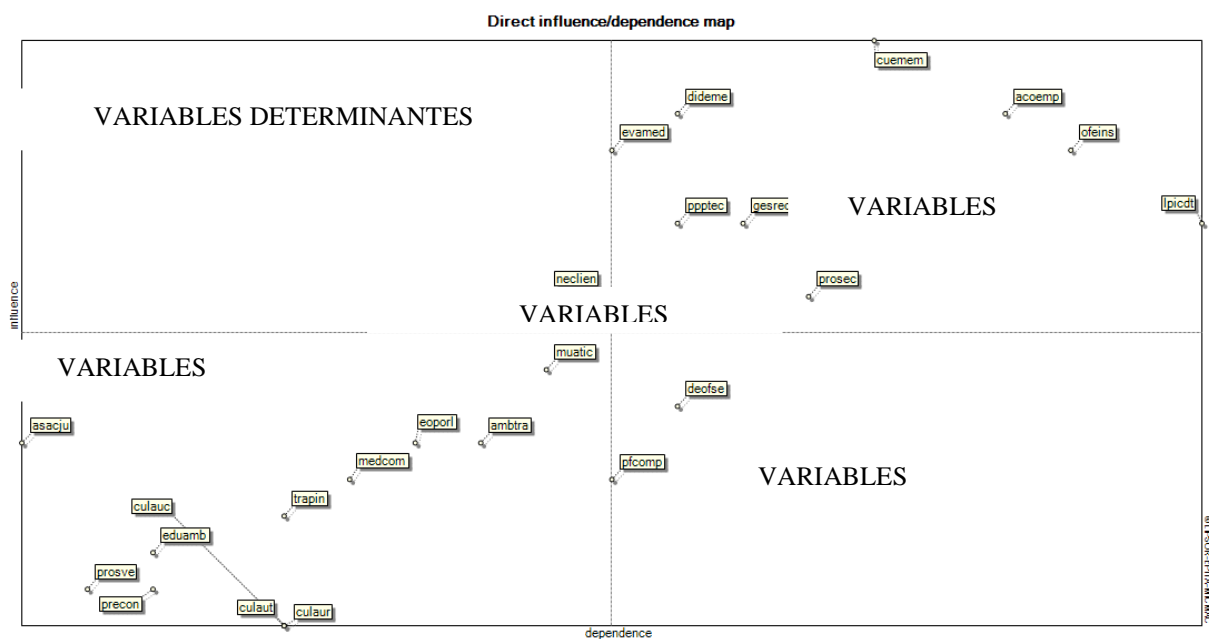 Direct influence/dependence map
cuemem
VARIABLES DETERMINANTES
dideme
acoemp
evamed
ofeins
ppptec
gesrec
VARIABLES
lpicdt
neclien
prosec
influence
VARIABLES
muatic
VARIABLES
deofse
asacju
eoporl
ambtra
medcom
pfcomp
VARIABLES
trapin
culauc
eduamb
prosve
precon
culaut
culaur
dependence